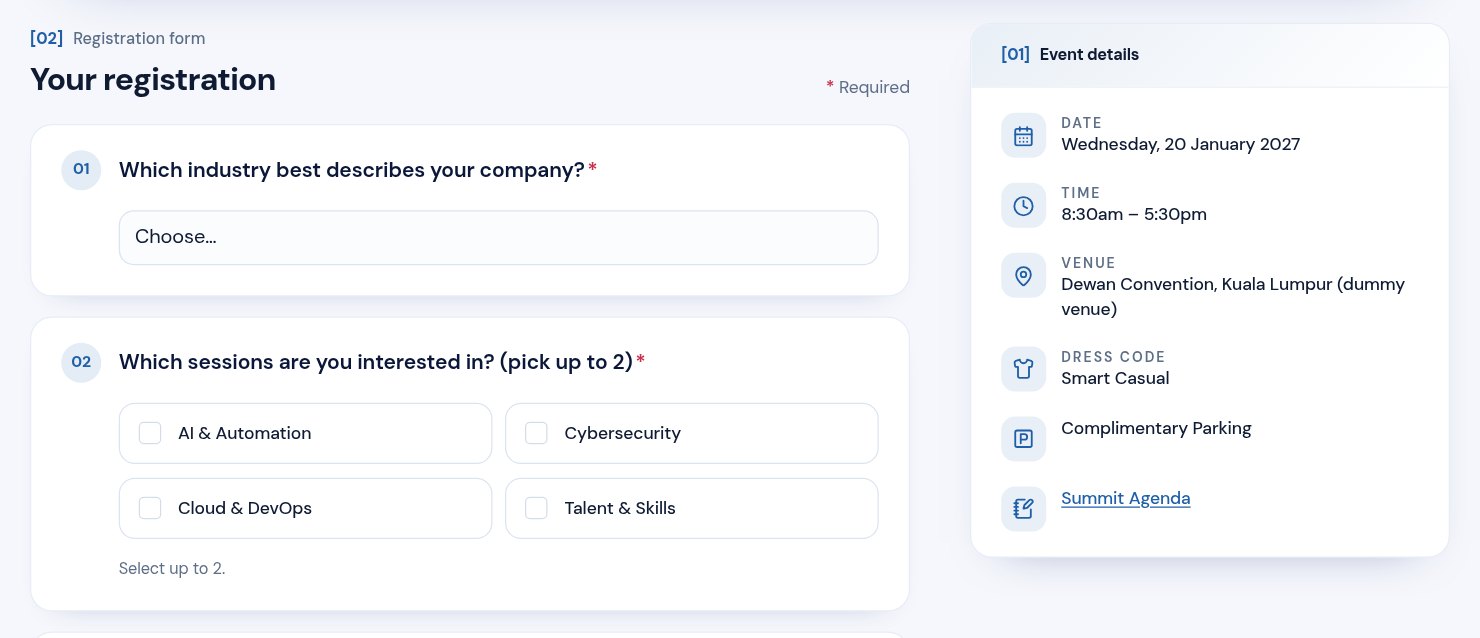 [02] Registration form
Your registration
* Required
01 Which industry best describes your company? *
Choose...
02 Which sessions are you interested in? (pick up to 2) *
AI & Automation
Cybersecurity
Cloud & DevOps
Talent & Skills
Select up to 2.
[01] Event details
DATE
Wednesday, 20 January 2027
TIME
8:30am – 5:30pm
VENUE
Dewan Convention, Kuala Lumpur (dummy
venue)
DRESS CODE
Smart Casual
Complimentary Parking
Summit Agenda